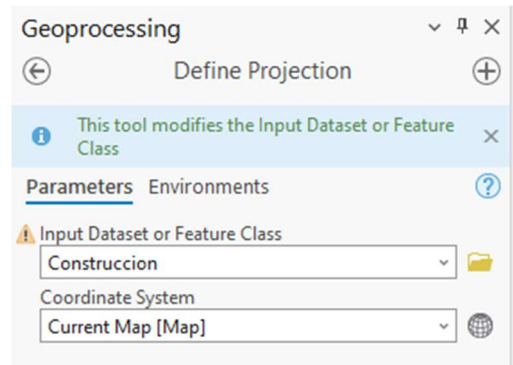 Geoprocessing
Define Projection
This tool modifies the Input Dataset or Feature
Class
Parameters Environments
Input Dataset or Feature Class
Construccion
Coordinate System
Current Map [Map]